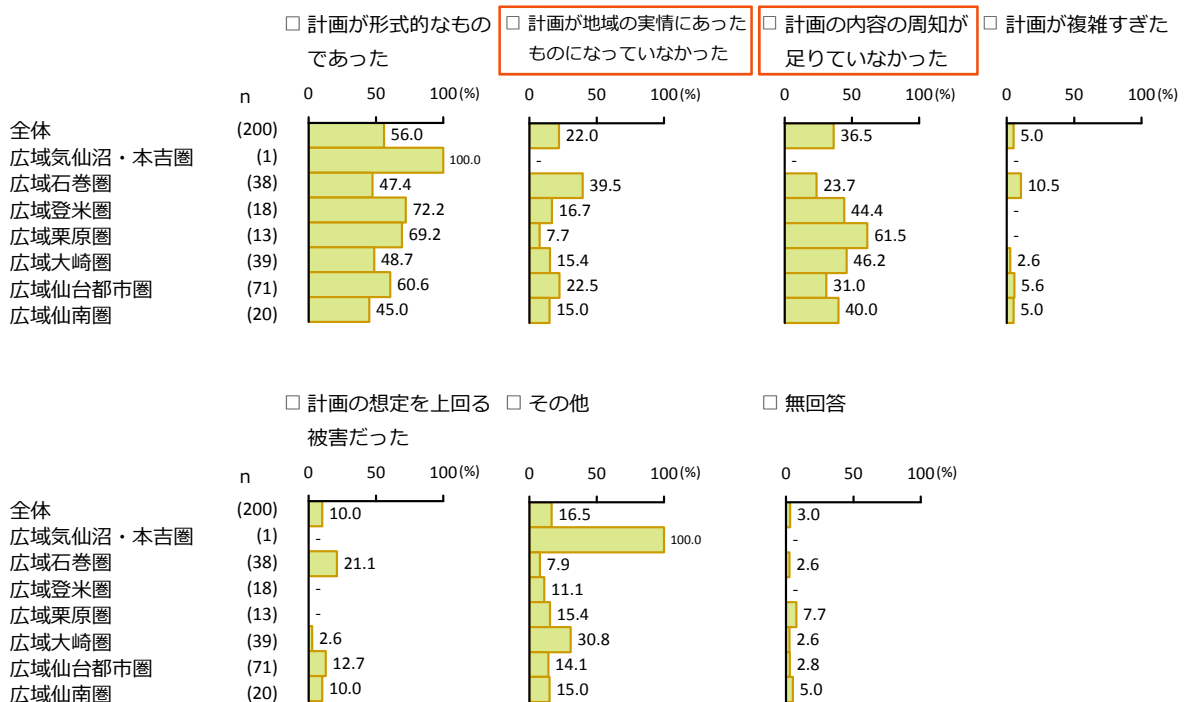 □ 計画が形式的なもの
であった
□ 計画が地域の実情にあった
ものになっていなかった
□ 計画の内容の周知が
足りていなかった
□ 計画が複雑すぎた
n 0 50 100(%) 0 50 100(%) 0 50 100(%) 0 50 100(%)
全体 (200) 56.0 22.0 36.5 5.0
広域気仙沼・本吉圏 (1) 100.0 - - -
広域石巻圏 (38) 47.4 39.5 23.7 10.5
広域登米圏 (18) 72.2 16.7 44.4 -
広域栗原圏 (13) 69.2 7.7 61.5 -
広域大崎圏 (39) 48.7 15.4 46.2 2.6
広域仙台都市圏 (71) 60.6 22.5 31.0 5.6
広域仙南圏 (20) 45.0 15.0 40.0 5.0
□ 計画の想定を上回る
被害だった
□ その他
□ 無回答
n 0 50 100(%) 0 50 100(%) 0 50 100(%)
全体 (200) 10.0 16.5 3.0
広域気仙沼・本吉圏 (1) - 100.0 -
広域石巻圏 (38) 21.1 7.9 2.6
広域登米圏 (18) - 11.1 -
広域栗原圏 (13) - 15.4 7.7
広域大崎圏 (39) 2.6 30.8 2.6
広域仙台都市圏 (71) 12.7 14.1 2.8
広域仙南圏 (20) 10.0 15.0 5.0